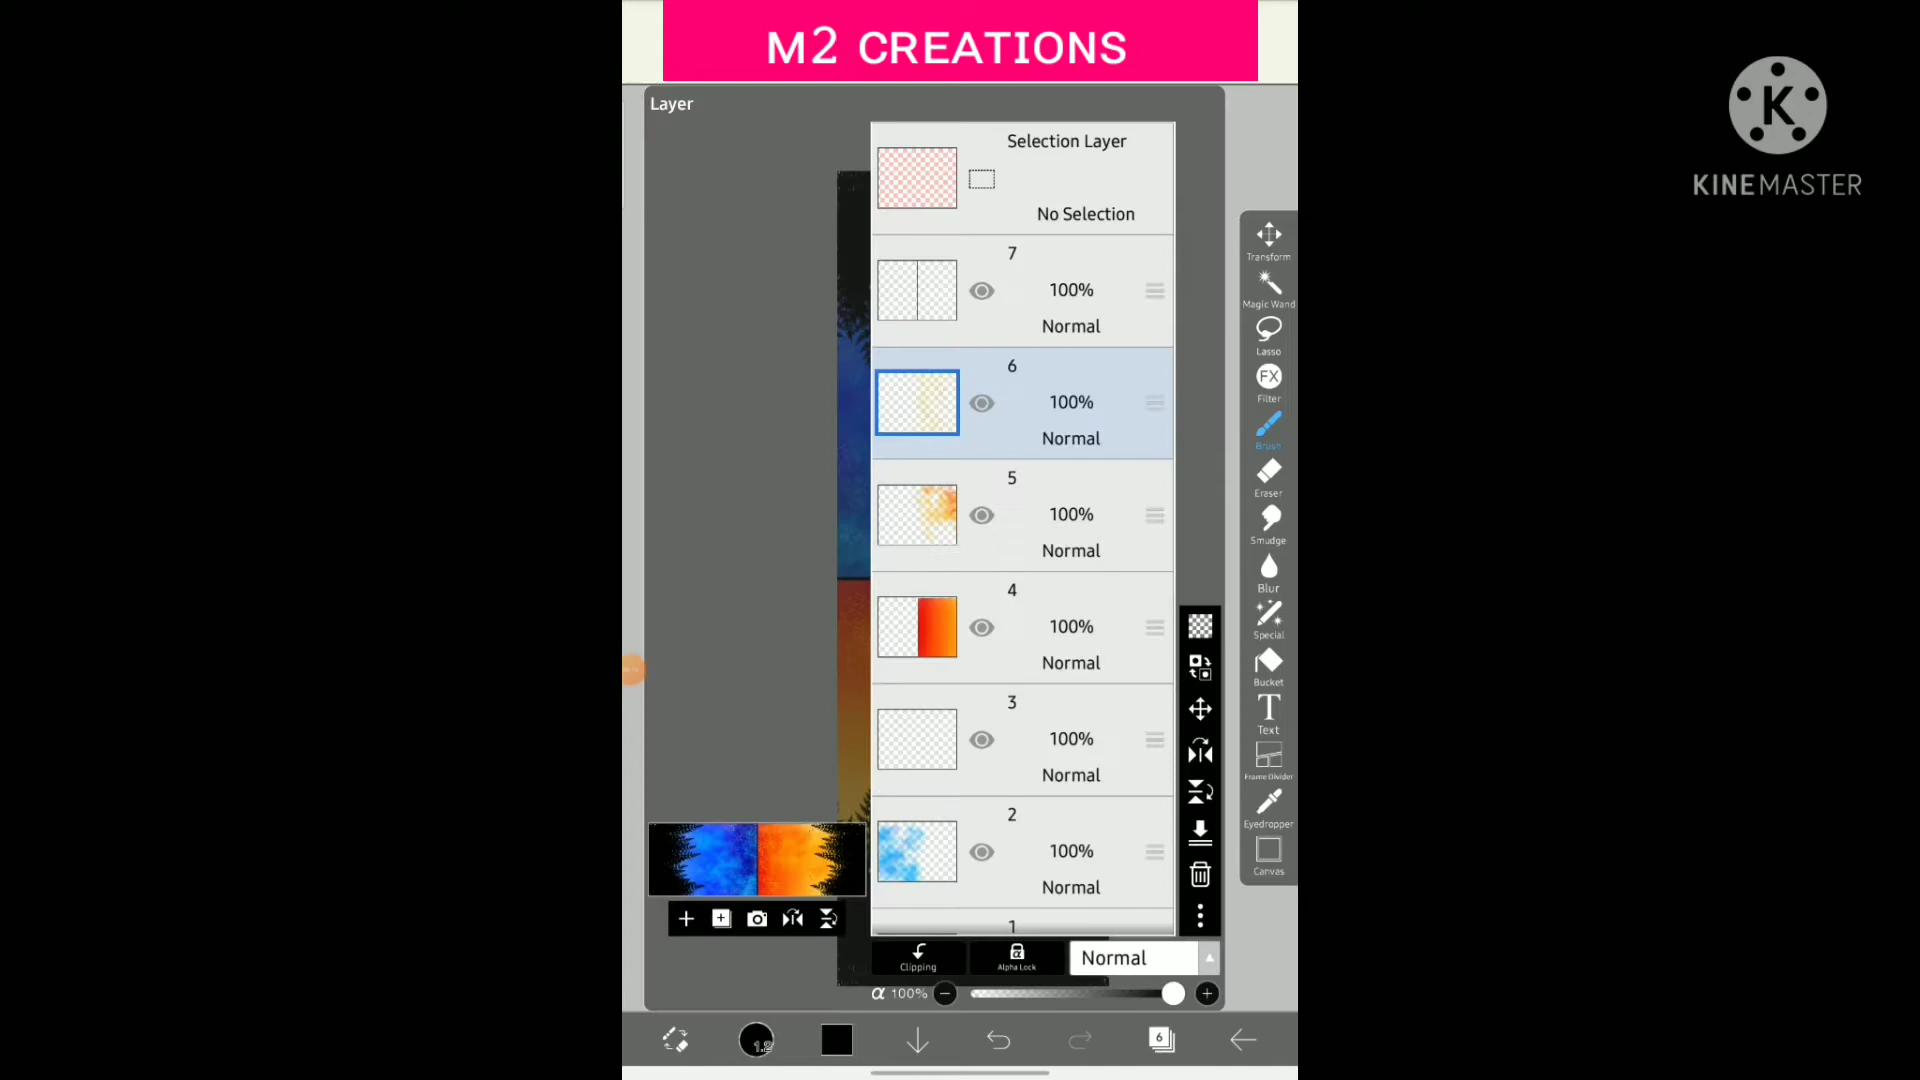 M2 CREATIONS
Layer
K
KINEMASTER
Selection Layer
No Selection
7
100%
Normal
6
100%
Normal
5
100%
Normal
4
100%
Normal
3
100%
Normal
2
100%
Normal
1
Transform
Magic Wand
Lasso
FX
Filter
Brush
Eraser
Smudge
Blur
Special
Bucket
T
Text
Frame Divider
Eyedropper
Canvas
Clipping
α
Alpha Lock
Normal
α 100%
1.2
6